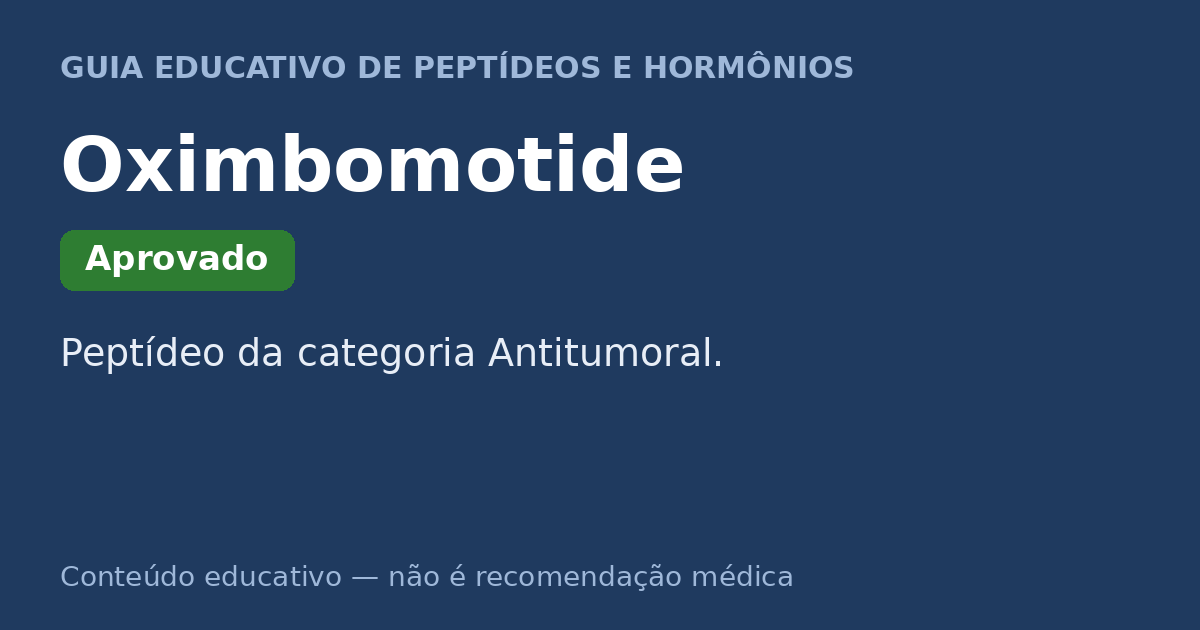 GUIA EDUCATIVO DE PEPTÍDEOS E HORMÔNIOS
Oximbomotide
Aprovado
Peptídeo da categoria Antitumoral.
Conteúdo educativo — não é recomendação médica